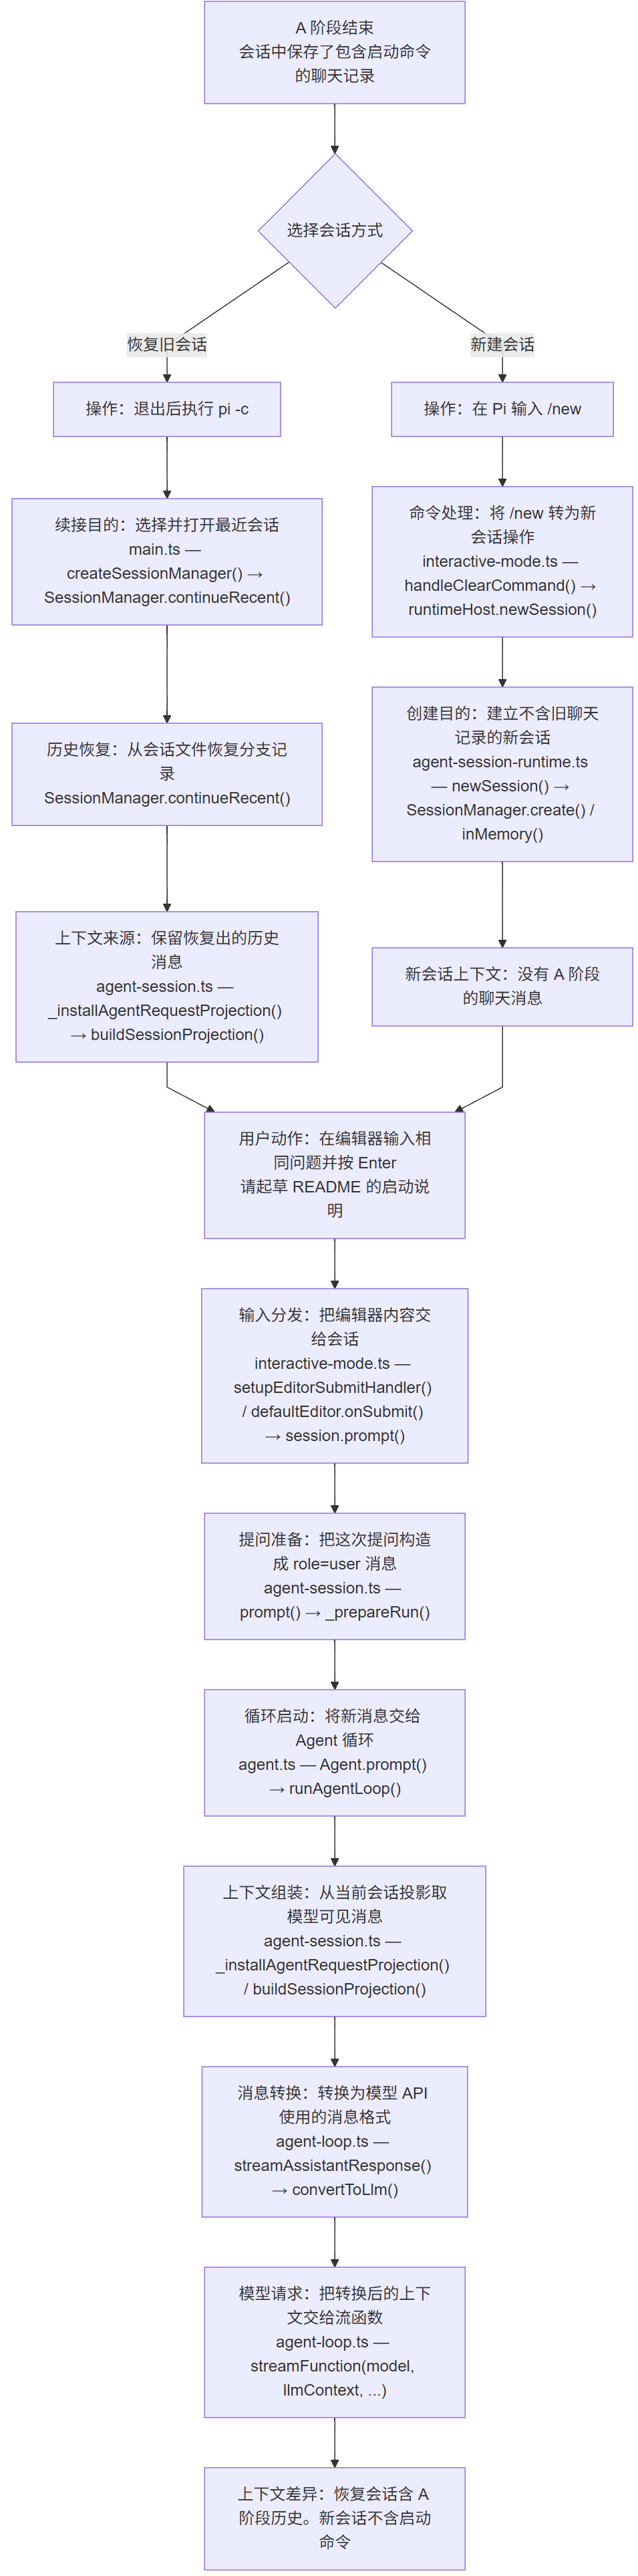 A 阶段结束
会话中保存了包含启动命令
的聊天记录
选择会话方式
恢复旧会话
新建会话
操作：退出后执行 pi -c
操作：在 Pi 输入 /new
续接目的：选择并打开最近会话
main.ts —
createSessionManager() →
SessionManager.continueRecent()
命令处理：将 /new 转为新
会话操作
interactive-mode.ts —
handleClearCommand() →
runtimeHost.newSession()
历史恢复：从会话文件恢复分支记
录
SessionManager.continueRecent()
创建目的：建立不含旧聊天
记录的新会话
agent-session-runtime.ts
— newSession() →
SessionManager.create() /
inMemory()
上下文来源：保留恢复出的历史
消息
agent-session.ts —
_installAgentRequestProjection()
→ buildSessionProjection()
新会话上下文：没有 A 阶段
的聊天消息
用户动作：在编辑器输入相
同问题并按 Enter
请起草 README 的启动说
明
输入分发：把编辑器内容交
给会话
interactive-mode.ts —
setupEditorSubmitHandler()
/ defaultEditor.onSubmit()
→ session.prompt()
提问准备：把这次提问构造
成 role=user 消息
agent-session.ts —
prompt() → _prepareRun()
循环启动：将新消息交给
Agent 循环
agent.ts — Agent.prompt()
→ runAgentLoop()
上下文组装：从当前会话投影取
模型可见消息
agent-session.ts —
_installAgentRequestProjection()
/ buildSessionProjection()
消息转换：转换为模型 API
使用的消息格式
agent-loop.ts —
streamAssistantResponse()
→ convertToLlm()
模型请求：把转换后的上下
文交给流函数
agent-loop.ts —
streamFunction(model,
llmContext, ...)
上下文差异：恢复会话含 A
阶段历史。新会话不含启动
命令